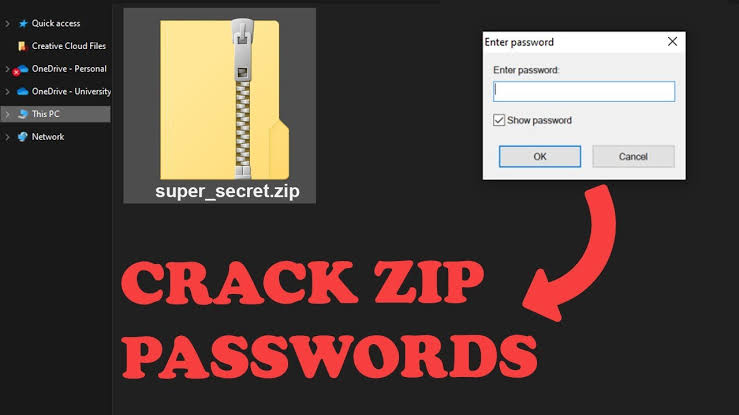 Quick access
Creative Cloud Files
OneDrive - Personal
OneDrive - University
This PC
Network
super_secret.zip
Enter password
Enter password:
Show password
OK
Cancel
CRACK ZIP
PASSWORDS